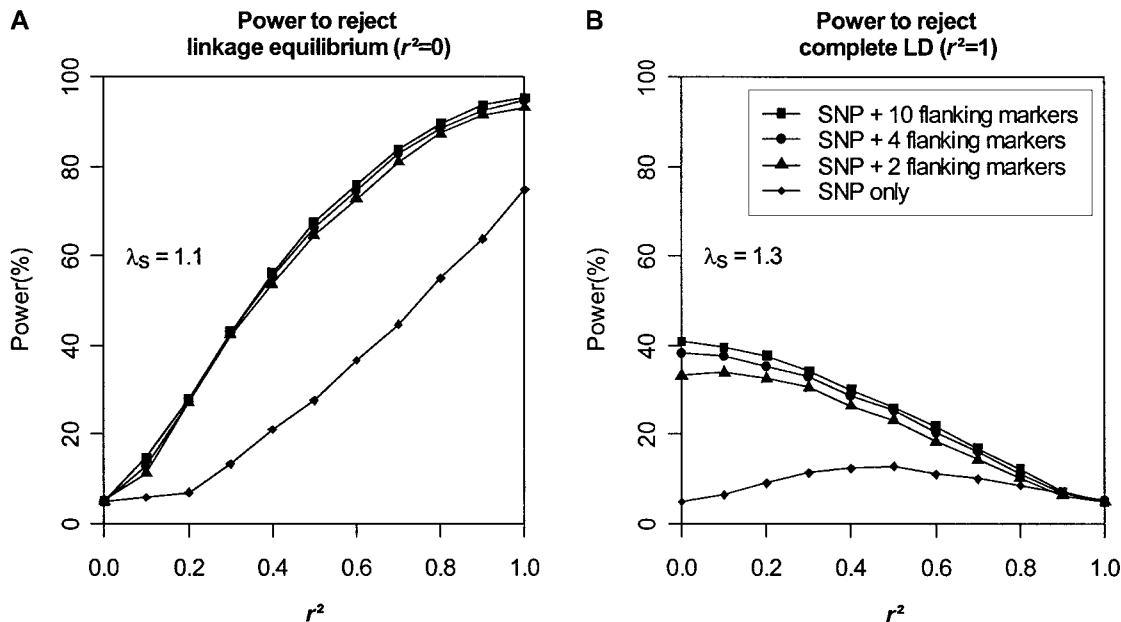 A
Power to reject
linkage equilibrium (r²=0)
100
80
60
40
20
0
Power(%)
λS = 1.1
0.0 0.2 0.4 0.6 0.8 1.0
r²
B
Power to reject
complete LD (r²=1)
100
80
60
40
20
0
Power(%)
SNP + 10 flanking markers
SNP + 4 flanking markers
SNP + 2 flanking markers
SNP only
λS = 1.3
0.0 0.2 0.4 0.6 0.8 1.0
r²